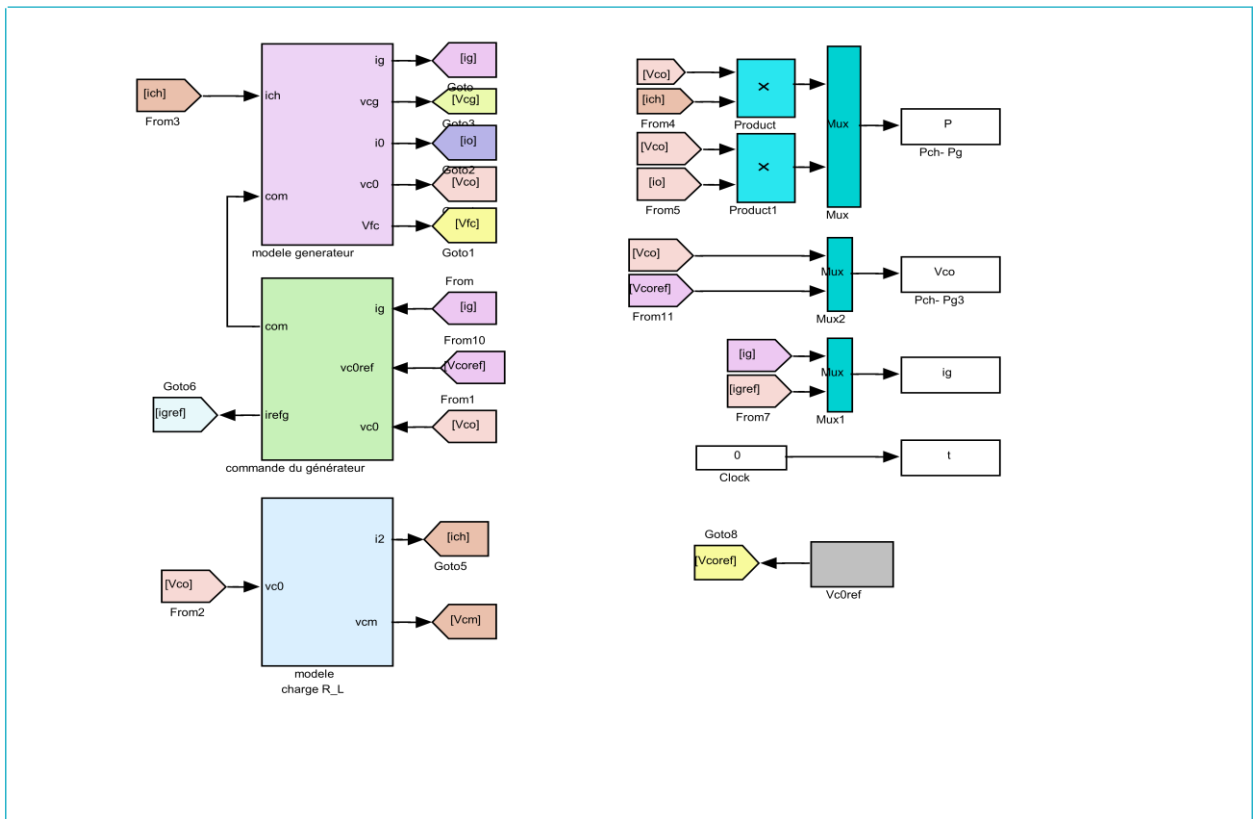 [ich]
From3
ich
com
ig
vcg
i0
vc0
Vfc
modele generateur
[ig]
Goto
[Vcg]
Goto3
[io]
Goto2
[Vco]
[Vfc]
Goto1
com
irefg
ig
vc0ref
vc0
commande du générateur
From
[ig]
From10
[Vcoref]
From1
[Vco]
Goto6
[igref]
[Vco]
From2
vc0
i2
vcm
modele
charge R_L
[ich]
Goto5
[Vcm]
[Vco]
[ich]
From4
X
Product
[Vco]
[io]
From5
X
Product1
Mux
Mux
P
Pch- Pg
[Vco]
[Vcoref]
From11
Mux
Mux2
Vco
Pch- Pg3
[ig]
[igref]
From7
Mux
Mux1
ig
0
Clock
t
Goto8
[Vcoref]
Vc0ref